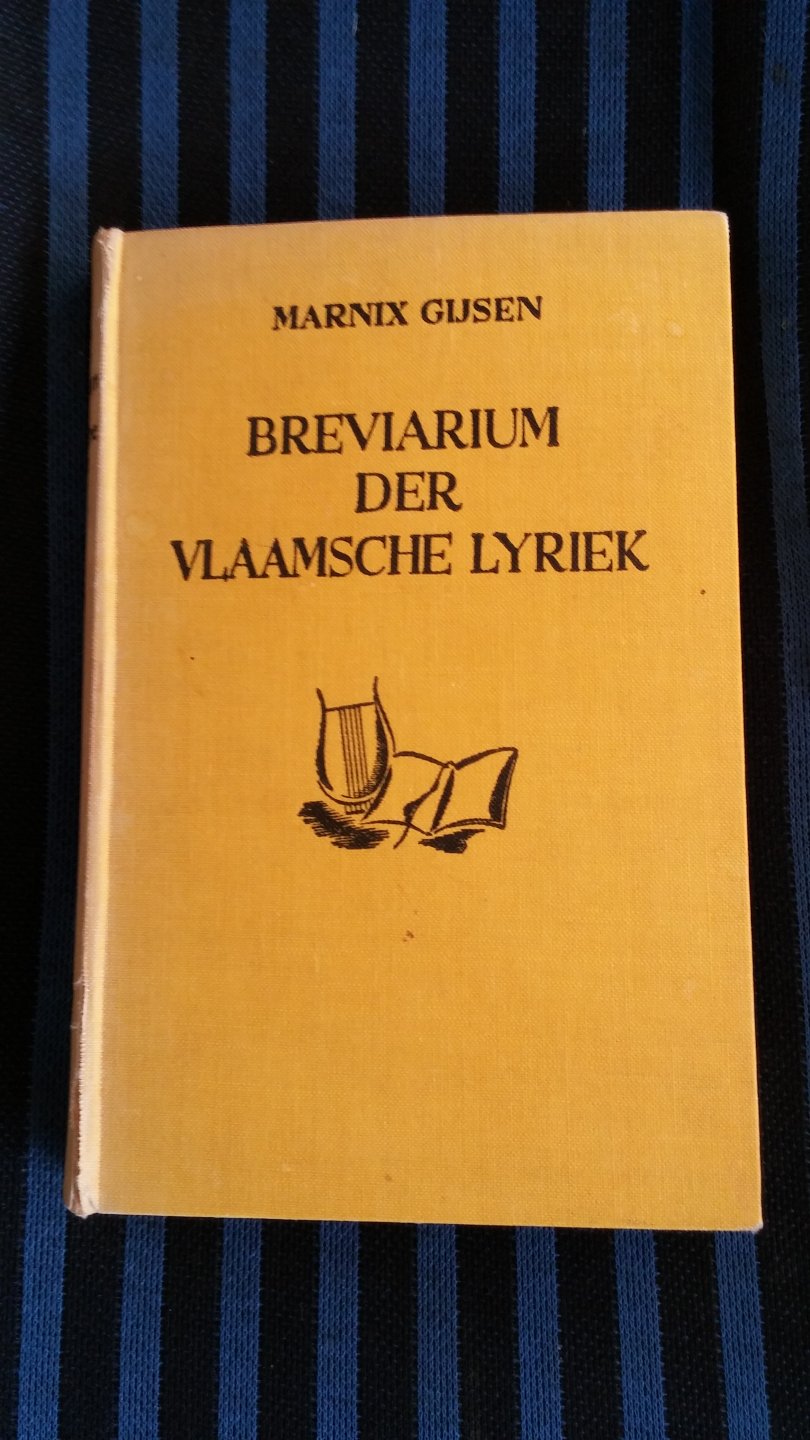 MARNIX GIJSEN
BREVIARIUM
DER
VLAAMSCHE LYRIEK